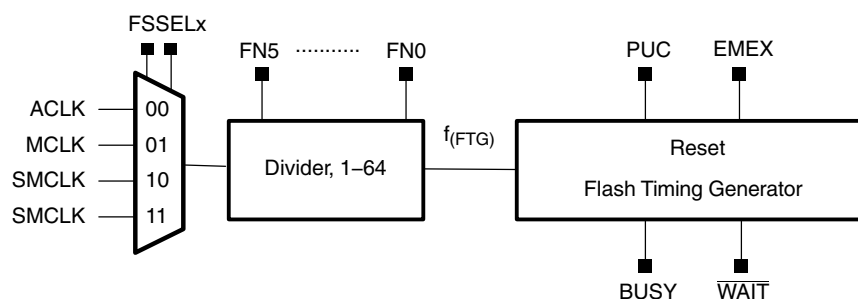 FSSELx
FN5 ........... FN0
PUC EMEX
ACLK 00
MCLK 01
SMCLK 10
SMCLK 11
Divider, 1–64
f(FTG)
Reset
Flash Timing Generator
BUSY WAIT